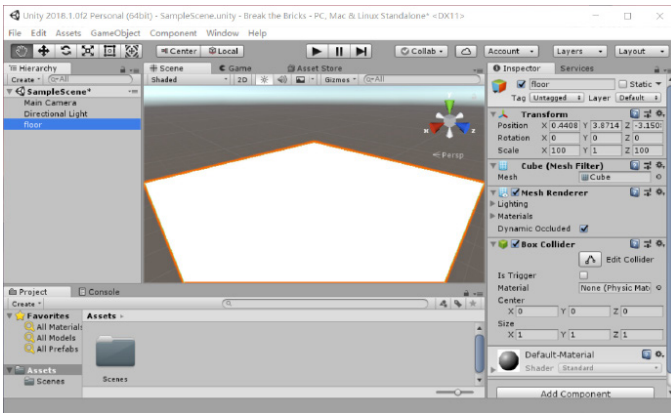 Unity 2018.1.0f2 Personal (64bit) - SampleScene.unity - Break the Bricks - PC, Mac & Linux Standalone* <DX11>
File Edit Assets GameObject Component Window Help
Center Local Collab Account Layers Layout
Hierarchy
Create All
SampleScene*
Main Camera
Directional Light
floor
Scene Game Asset Store
Shaded 2D Gizmos All
y
x z
Persp
Inspector Services
floor Static
Tag Untagged Layer Default
Transform
Position X 0.4408 Y 3.8714 Z -3.150
Rotation X 0 Y 0 Z 0
Scale X 100 Y 1 Z 100
Cube (Mesh Filter)
Mesh Cube
Mesh Renderer
Lighting
Materials
Dynamic Occluded
Box Collider
Edit Collider
Is Trigger
Material None (Physic Mat
Center
X 0 Y 0 Z 0
Size
X 1 Y 1 Z 1
Default-Material
Shader Standard
Add Component
Project Console
Create
Favorites
All Materials
All Models
All Prefabs
Assets
Scenes
Assets
Scenes